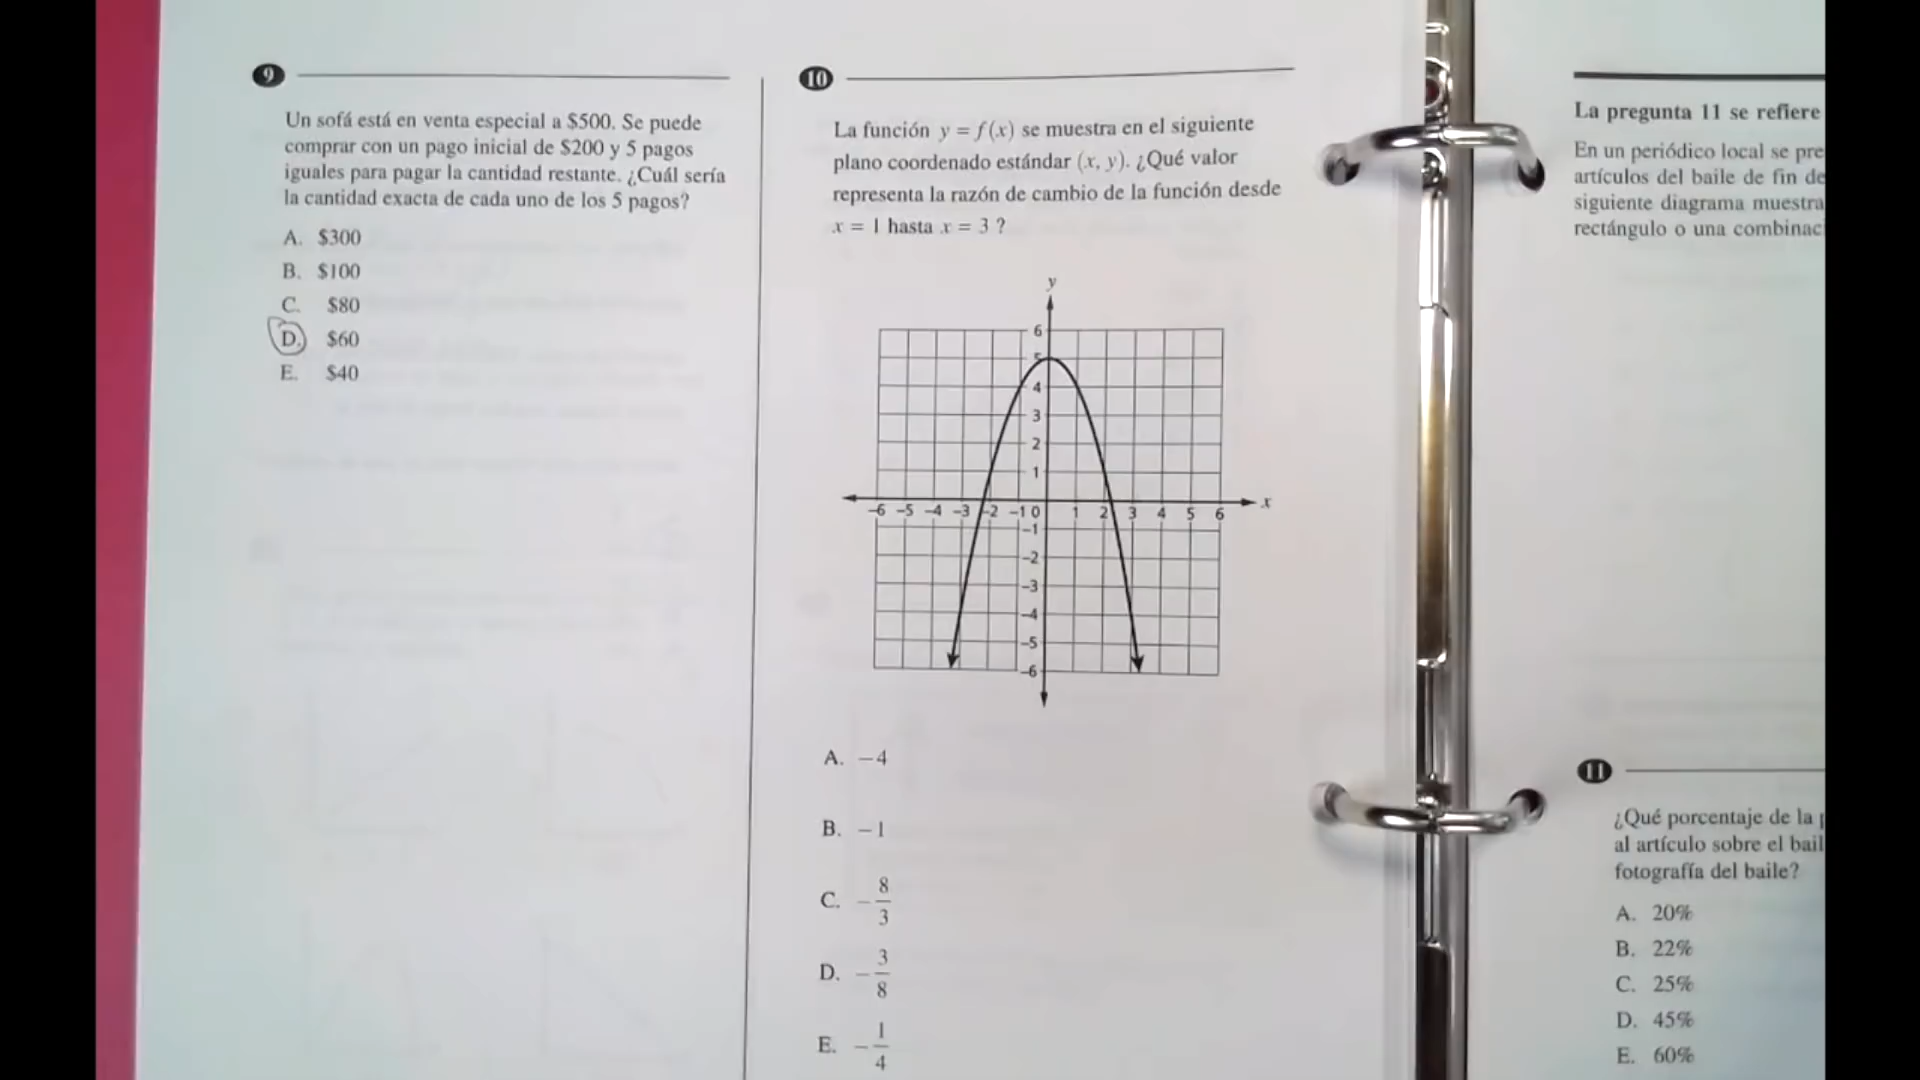 9
Un sofá está en venta especial a $500. Se puede
comprar con un pago inicial de $200 y 5 pagos
iguales para pagar la cantidad restante. ¿Cuál sería
la cantidad exacta de cada uno de los 5 pagos?
A. $300
B. $100
C. $80
D. $60
E. $40
10
La función y = f(x) se muestra en el siguiente
plano coordenado estándar (x, y). ¿Qué valor
representa la razón de cambio de la función desde
x = 1 hasta x = 3 ?
y
6
5
4
3
2
1
-6 -5 -4 -3 -2 -1 0 1 2 3 4 5 6 x
-1
-2
-3
-4
-5
-6
A. -4
B. -1
C. -8/3
D. -3/8
E. -1/4
La pregunta 11 se refiere
En un periódico local se pre
artículos del baile de fin de
siguiente diagrama muestra
rectángulo o una combinac
11
¿Qué porcentaje de la
al artículo sobre el bail
fotografía del baile?
A. 20%
B. 22%
C. 25%
D. 45%
E. 60%